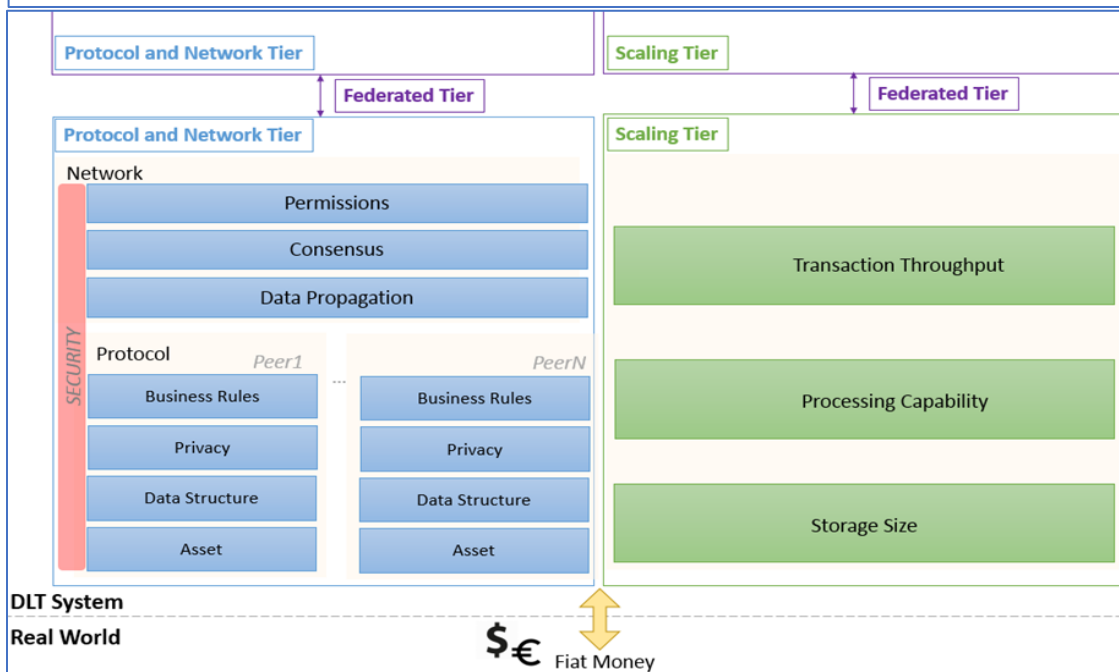 Protocol and Network Tier
Scaling Tier
Federated Tier
Federated Tier
Protocol and Network Tier
Scaling Tier
Network
Permissions
Consensus
Data Propagation
SECURITY
Protocol
Peer1
...
PeerN
Business Rules
Privacy
Data Structure
Asset
Business Rules
Privacy
Data Structure
Asset
Transaction Throughput
Processing Capability
Storage Size
DLT System
Real World
$€ Fiat Money